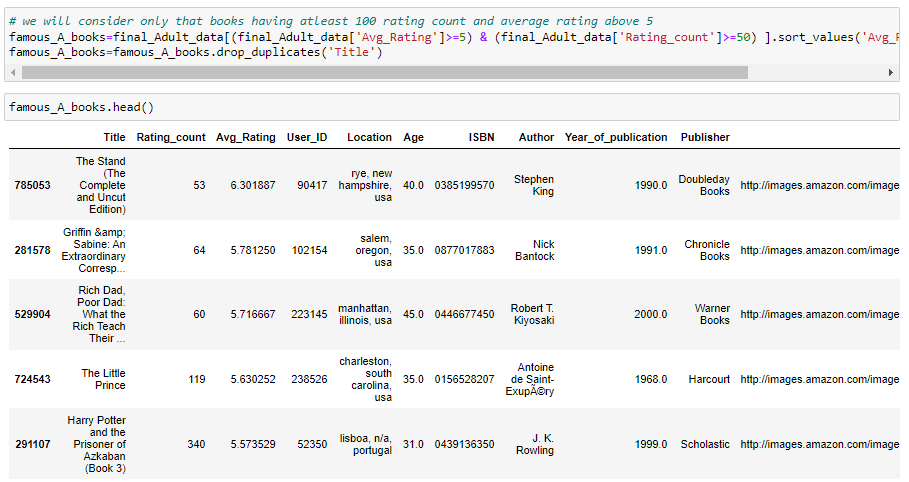 # we will consider only that books having atleast 100 rating count and average rating above 5
famous_A_books=final_Adult_data[(final_Adult_data['Avg_Rating']>=5) & (final_Adult_data['Rating_count']>=50) ].sort_values('Avg_R
famous_A_books=famous_A_books.drop_duplicates('Title')
famous_A_books.head()
Title Rating_count Avg_Rating User_ID Location Age ISBN Author Year_of_publication Publisher
785053 The Stand (The Complete and Uncut Edition) 53 6.301887 90417 rye, new hampshire, usa 40.0 0385199570 Stephen King 1990.0 Doubleday Books http://images.amazon.com/image
281578 Griffin &amp; Sabine: An Extraordinary Corresp... 64 5.781250 102154 salem, oregon, usa 35.0 0877017883 Nick Bantock 1991.0 Chronicle Books http://images.amazon.com/image
529904 Rich Dad, Poor Dad: What the Rich Teach Their ... 60 5.716667 223145 manhattan, illinois, usa 45.0 0446677450 Robert T. Kiyosaki 2000.0 Warner Books http://images.amazon.com/image
724543 The Little Prince 119 5.630252 238526 charleston, south carolina, usa 35.0 0156528207 Antoine de Saint-ExupÃ©ry 1968.0 Harcourt http://images.amazon.com/image
291107 Harry Potter and the Prisoner of Azkaban (Book 3) 340 5.573529 52350 lisboa, n/a, portugal 31.0 0439136350 J. K. Rowling 1999.0 Scholastic http://images.amazon.com/image